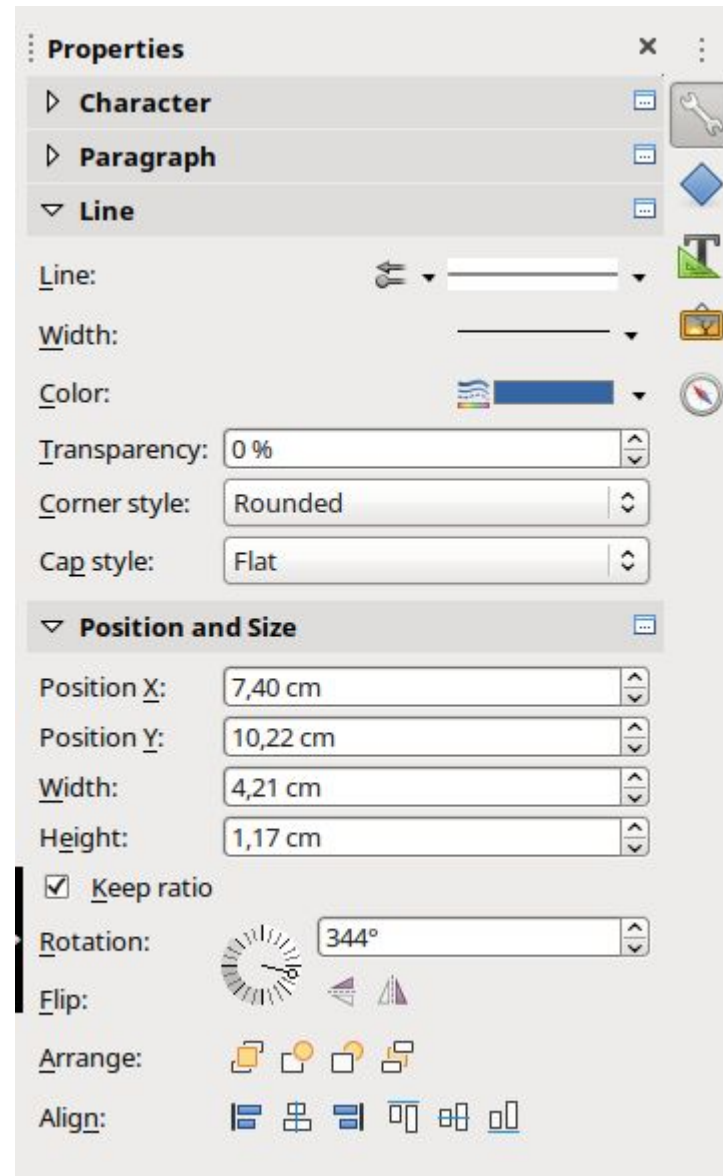 Properties
Character
Paragraph
Line
Line:
Width:
Color:
Transparency: 0 %
Corner style: Rounded
Cap style: Flat
Position and Size
Position X: 7,40 cm
Position Y: 10,22 cm
Width: 4,21 cm
Height: 1,17 cm
Keep ratio
Rotation: 344°
Flip:
Arrange:
Align: